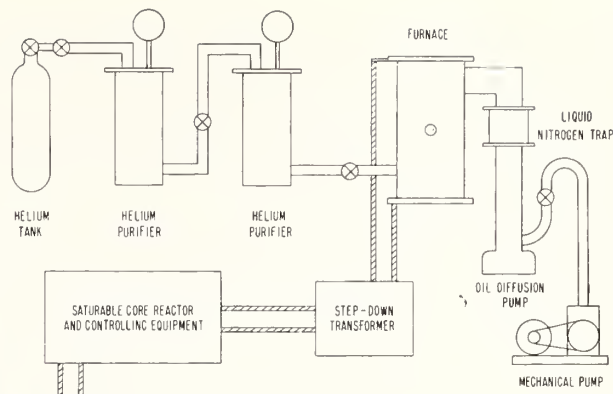 FURNACE
LIQUID
NITROGEN TRAP
HELIUM
TANK
HELIUM
PURIFIER
HELIUM
PURIFIER
OIL DIFFUSION
PUMP
SATURABLE CORE REACTOR
AND CONTROLLING EQUIPMENT
STEP-DOWN
TRANSFORMER
MECHANICAL PUMP